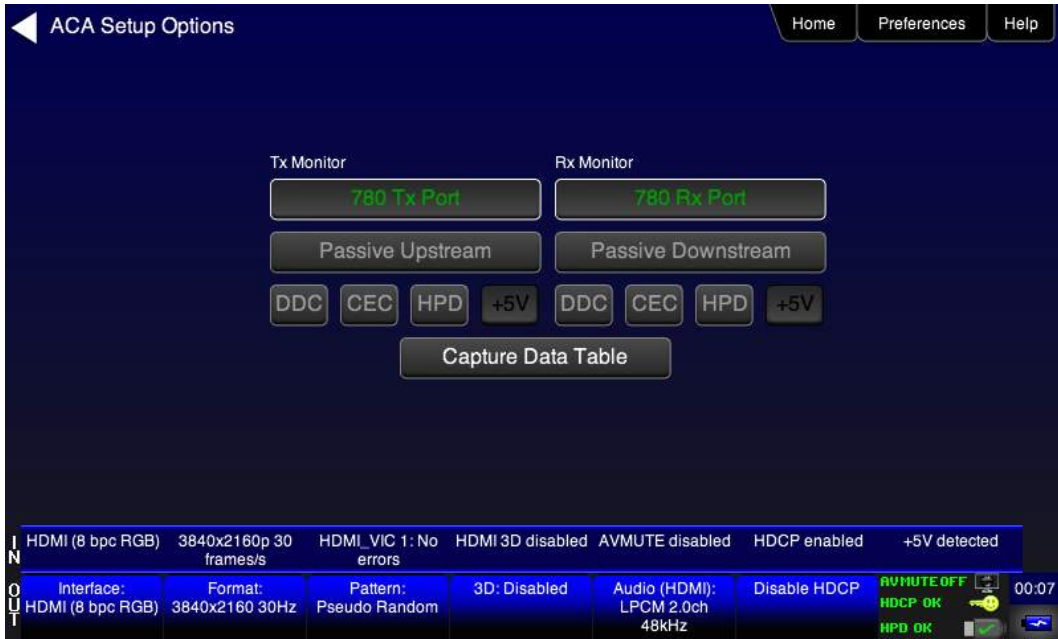 ACA Setup Options
Home
Preferences
Help
Tx Monitor
Rx Monitor
780 Tx Port
780 Rx Port
Passive Upstream
Passive Downstream
DDC
CEC
HPD
+5V
DDC
CEC
HPD
+5V
Capture Data Table
IN
HDMI (8 bpc RGB)
3840x2160p 30
frames/s
HDMI_VIC 1: No
errors
HDMI 3D disabled
AVMUTE disabled
HDCP enabled
+5V detected
OUT
Interface:
HDMI (8 bpc RGB)
Format:
3840x2160 30Hz
Pattern:
Pseudo Random
3D: Disabled
Audio (HDMI):
LPCM 2.0ch
48kHz
Disable HDCP
AVMUTE OFF
HDCP OK
HPD OK
00:07